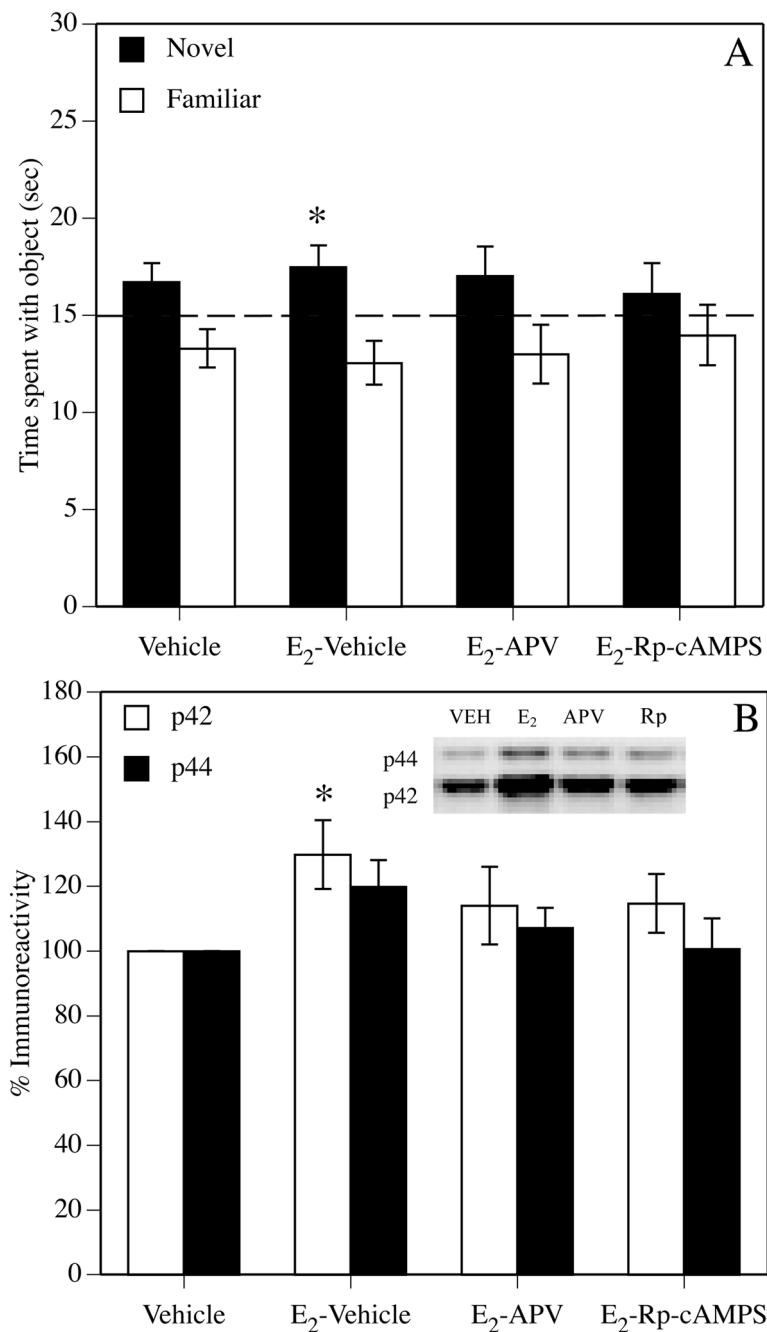 A
Novel
Familiar
Time spent with object (sec)
30
25
20
15
10
5
0
*
Vehicle E₂-Vehicle E₂-APV E₂-Rp-cAMPS
B
p42
p44
% Immunoreactivity
180
160
140
120
100
80
60
40
20
0
VEH E₂ APV Rp
p44
p42
*
Vehicle E₂-Vehicle E₂-APV E₂-Rp-cAMPS